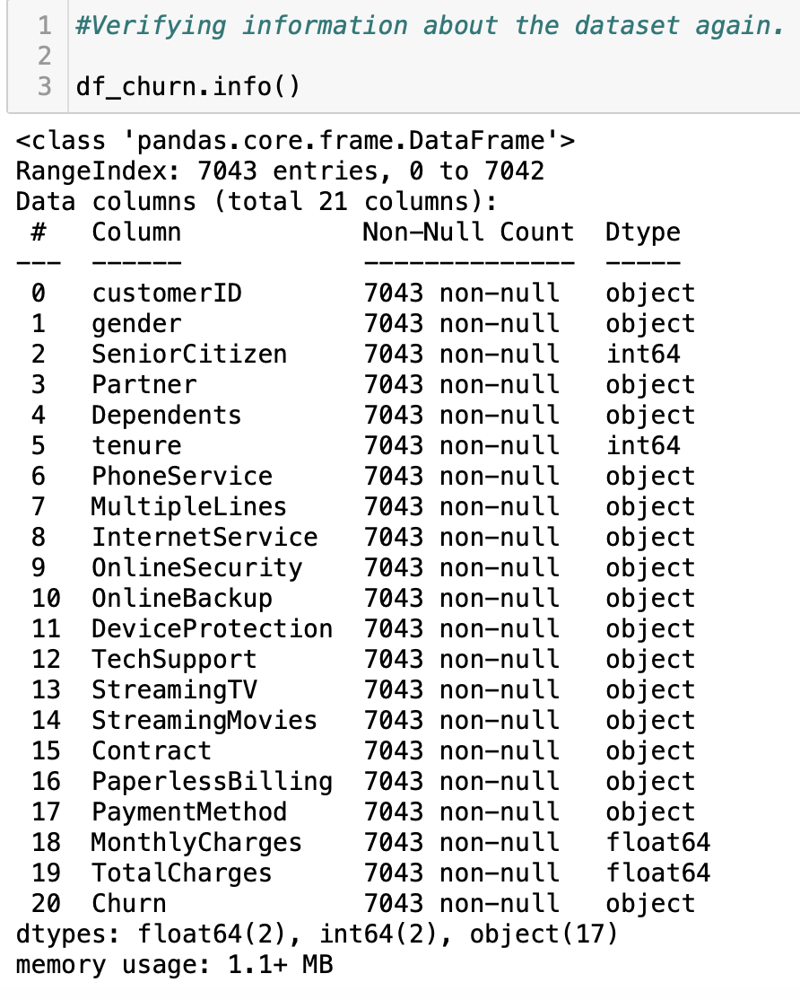 1 #Verifying information about the dataset again.
2
3 df_churn.info()
<class 'pandas.core.frame.DataFrame'>
RangeIndex: 7043 entries, 0 to 7042
Data columns (total 21 columns):
 #   Column            Non-Null Count  Dtype
---  ------            --------------  -----
 0   customerID        7043 non-null   object
 1   gender            7043 non-null   object
 2   SeniorCitizen     7043 non-null   int64
 3   Partner           7043 non-null   object
 4   Dependents        7043 non-null   object
 5   tenure            7043 non-null   int64
 6   PhoneService      7043 non-null   object
 7   MultipleLines     7043 non-null   object
 8   InternetService   7043 non-null   object
 9   OnlineSecurity    7043 non-null   object
 10  OnlineBackup      7043 non-null   object
 11  DeviceProtection  7043 non-null   object
 12  TechSupport       7043 non-null   object
 13  StreamingTV       7043 non-null   object
 14  StreamingMovies   7043 non-null   object
 15  Contract          7043 non-null   object
 16  PaperlessBilling  7043 non-null   object
 17  PaymentMethod     7043 non-null   object
 18  MonthlyCharges    7043 non-null   float64
 19  TotalCharges      7043 non-null   float64
 20  Churn             7043 non-null   object
dtypes: float64(2), int64(2), object(17)
memory usage: 1.1+ MB